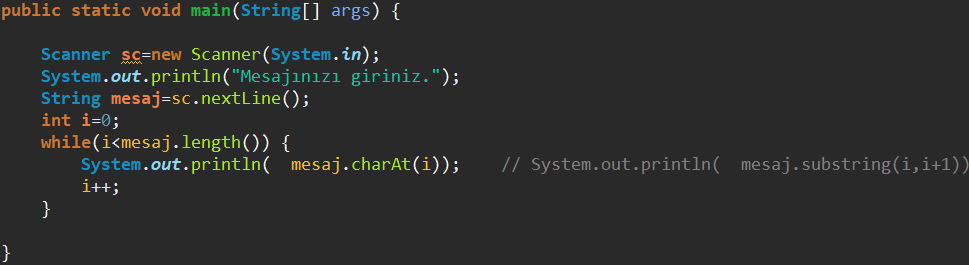 public static void main(String[] args) {
Scanner sc=new Scanner(System.in);
System.out.println("Mesajınızı giriniz.");
String mesaj=sc.nextLine();
int i=0;
while(i<mesaj.length()) {
System.out.println(  mesaj.charAt(i));    // System.out.println(  mesaj.substring(i,i+1))
i++;
}
}